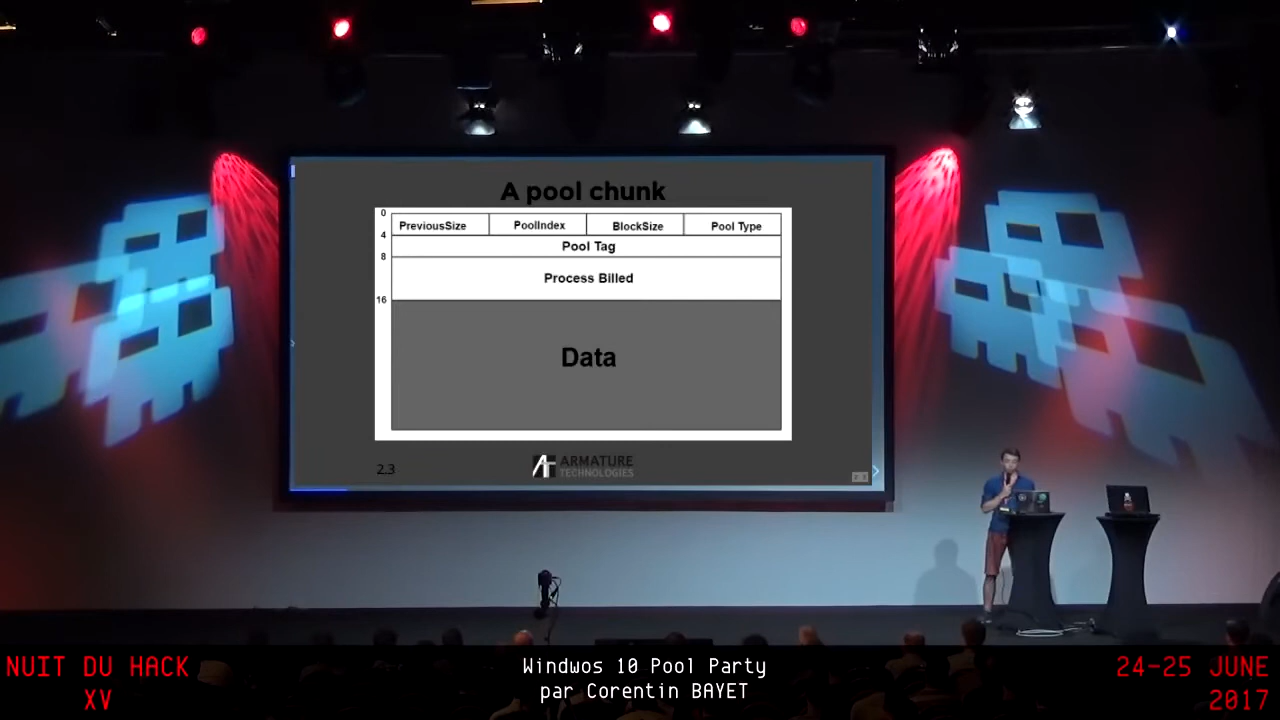 A pool chunk
0
PreviousSize PoolIndex BlockSize Pool Type
4
Pool Tag
8
Process Billed
16
Data
2.3
AT ARMATURE
TECHNOLOGIES
NUIT DU HACK
XV
Windwos 10 Pool Party
par Corentin BAYET
24-25 JUNE
2017